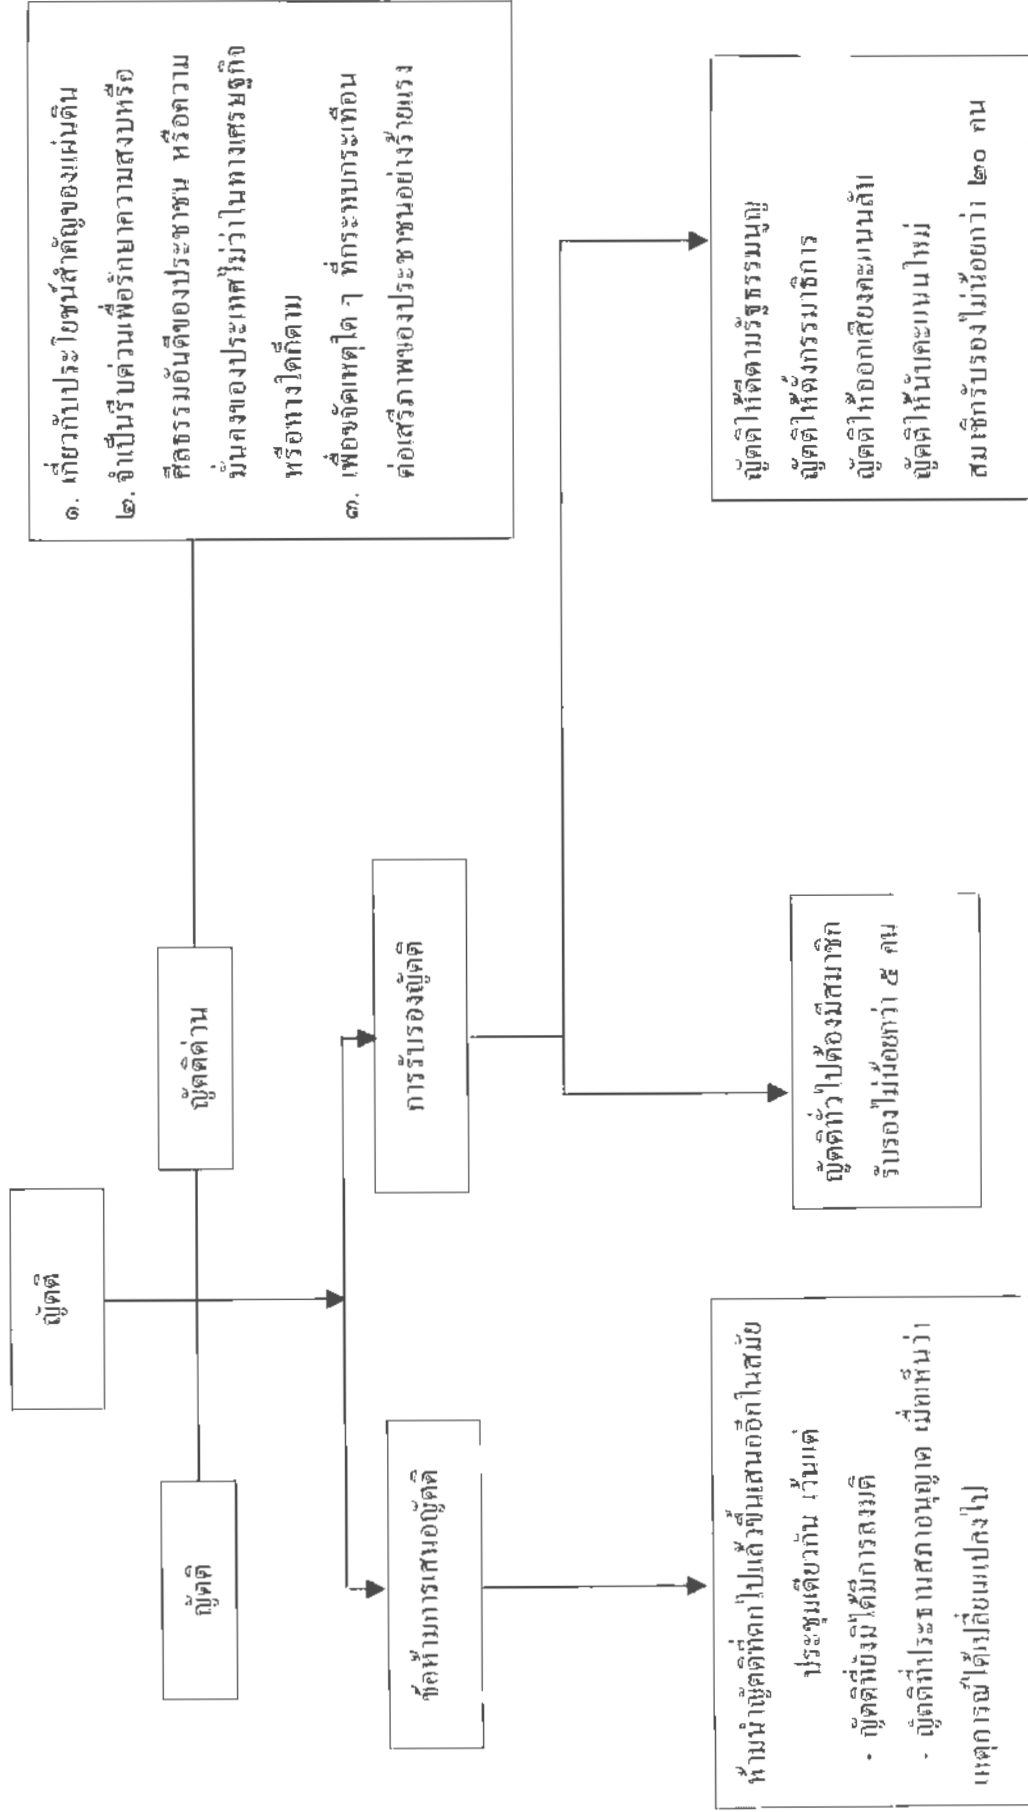 ญัตติ
ญัตติ
ญัตติด่วน
๑. เกี่ยวกับประโยชน์สำคัญของแผ่นดิน
๒. จำเป็นรีบด่วนเพื่อรักษาความสงบหรือ
ศีลธรรมอันดีของประชาชน หรือความ
มั่นคงของประเทศไม่ว่าในทางเศรษฐกิจ
หรือทางใดก็ตาม
๓. เพื่อขจัดเหตุใด ๆ ที่กระทบกระเทือน
ต่อเสรีภาพของประชาชนอย่างร้ายแรง
ข้อห้ามการเสนอญัตติ
การรับรองญัตติ
ห้ามนำญัตติที่ตกไปแล้วขึ้นเสนออีกในสมัย
ประชุมเดียวกัน เว้นแต่
- ญัตติที่ยังมิได้มีการลงมติ
- ญัตติที่ประธานสภาอนุญาต เมื่อเห็นว่า
เหตุการณ์ได้เปลี่ยนแปลงไป
ญัตติทั่วไปต้องมีสมาชิก
รับรองไม่น้อยกว่า ๕ คน
ญัตติให้ตีตามรัฐธรรมนูญ
ญัตติให้ตั้งกรรมาธิการ
ญัตติให้ออกเสียงคะแนนลับ
ญัตติให้นับคะแนนใหม่
สมาชิกรับรองไม่น้อยกว่า ๒๐ คน